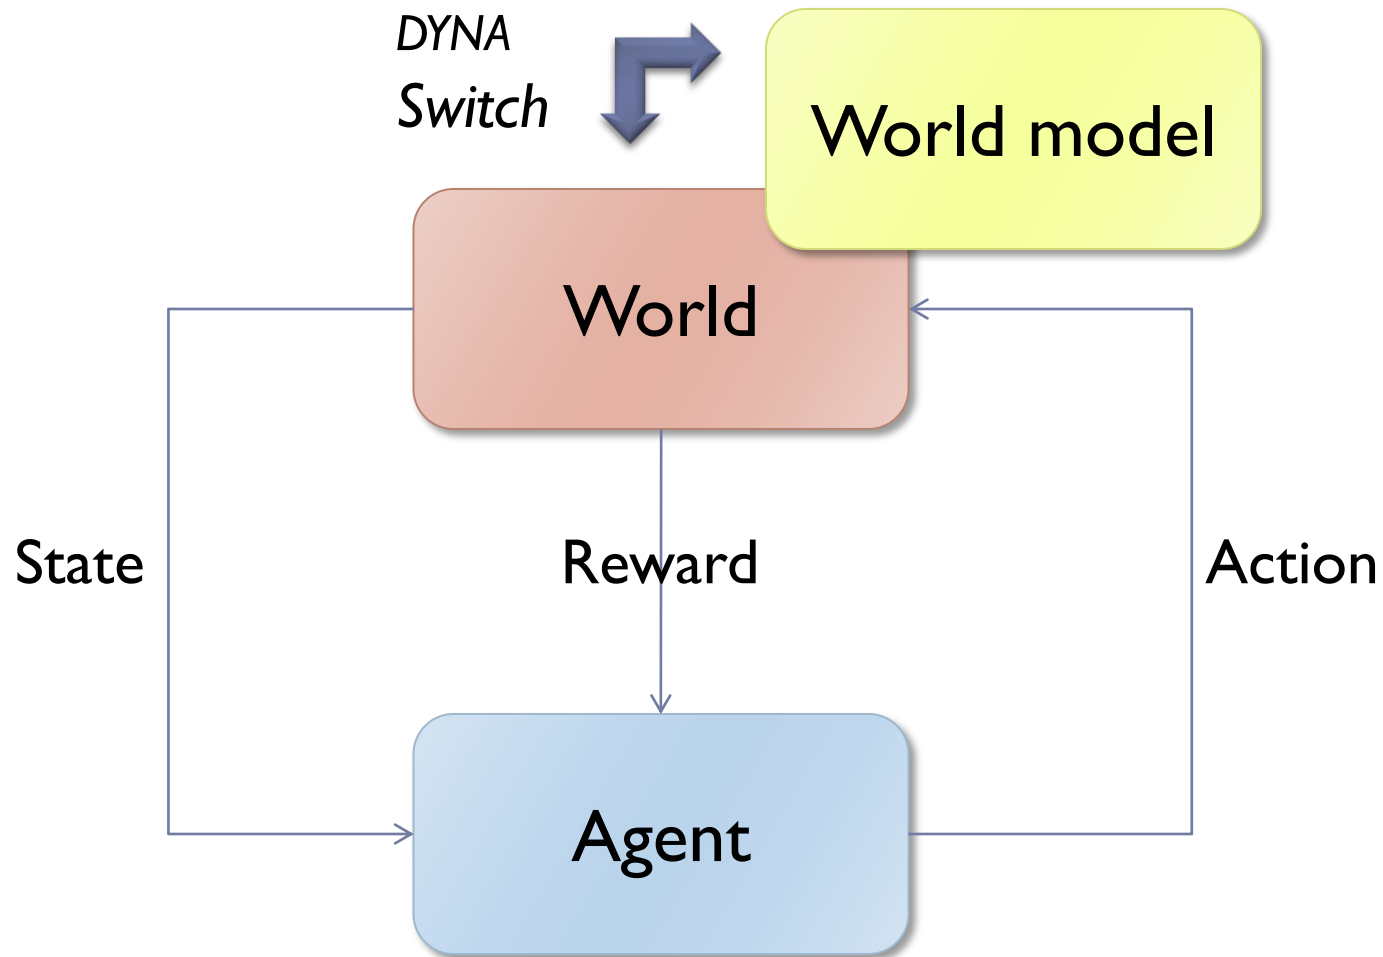 DYNA
Switch
World model
World
State
Reward
Action
Agent